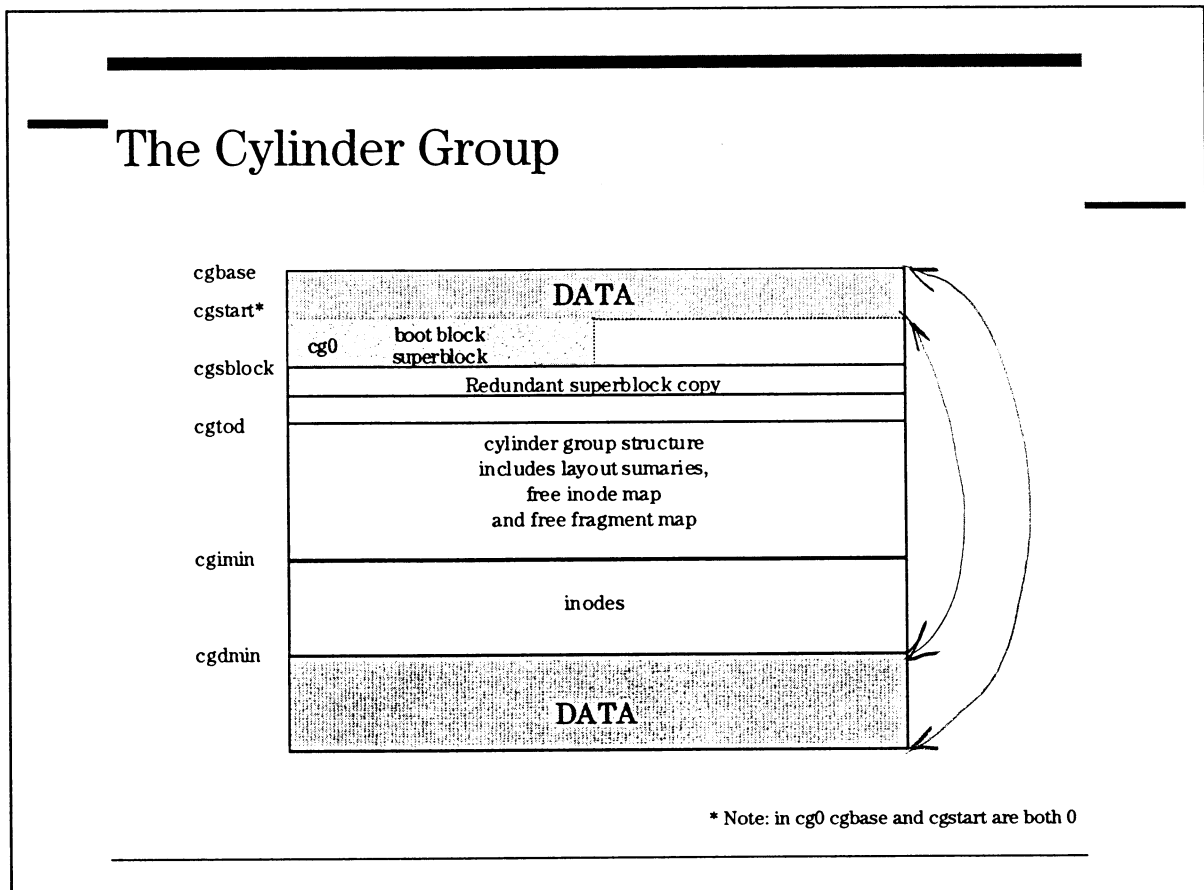 The Cylinder Group
cgbase
DATA
cgstart*
cg0
boot block
superblock
cgsblock
Redundant superblock copy
cgtod
cylinder group structure
includes layout sumaries,
free inode map
and free fragment map
cgimin
inodes
cgdmin
DATA
* Note: in cg0 cgbase and cgstart are both 0